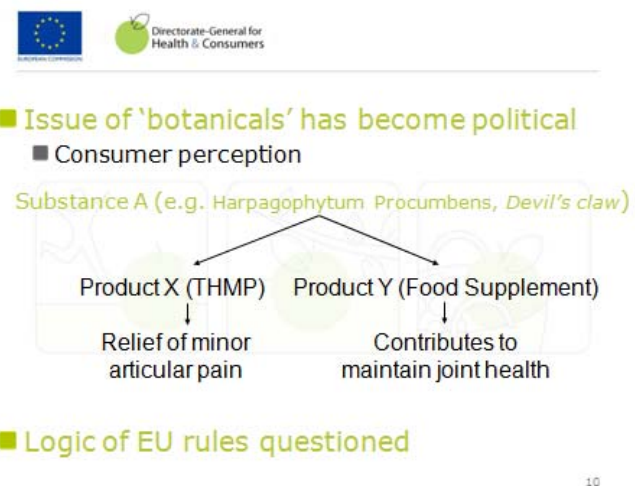 EUROPEAN COMMISSION
Directorate-General for
Health & Consumers
Issue of ‘botanicals’ has become political
Consumer perception
Substance A (e.g. Harpagophytum Procumbens, Devil’s claw)
Product X (THMP) Product Y (Food Supplement)
Relief of minor articular pain
Contributes to maintain joint health
Logic of EU rules questioned
10